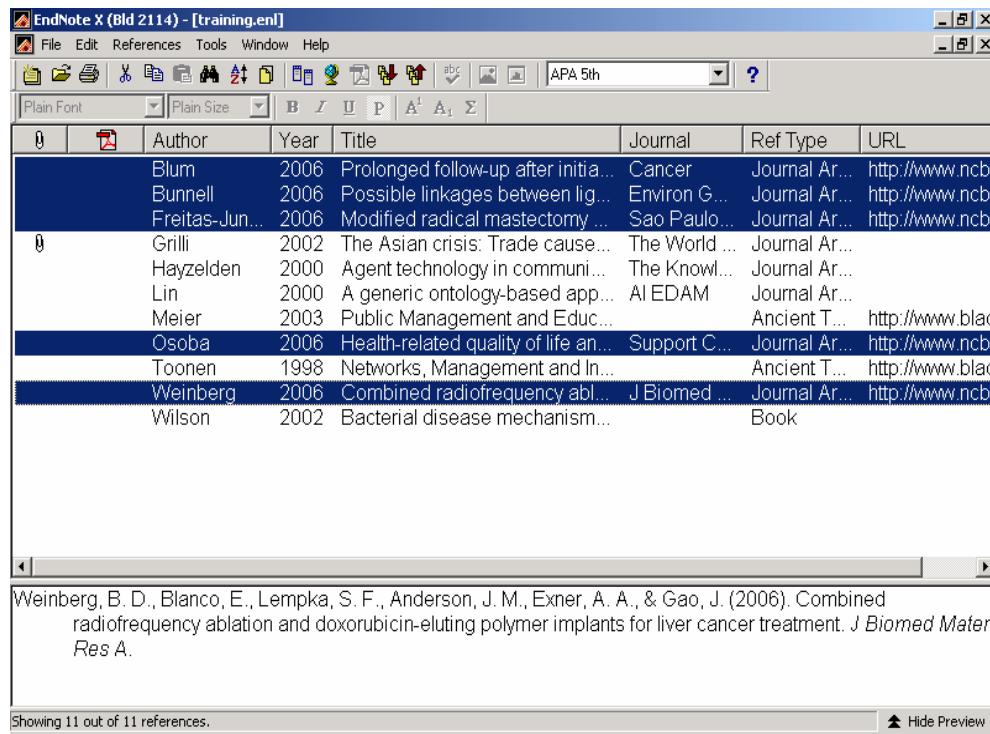 EndNote X (Bld 2114) - [training.enl]
File Edit References Tools Window Help
APA 5th
Plain Font Plain Size B I U P A¹ A₁ Σ
Author Year Title Journal Ref Type URL
Blum 2006 Prolonged follow-up after initia... Cancer Journal Ar... http://www.ncb
Bunnell 2006 Possible linkages between lig... Environ G... Journal Ar... http://www.ncb
Freitas-Jun... 2006 Modified radical mastectomy ... Sao Paulo... Journal Ar... http://www.ncb
Grilli 2002 The Asian crisis: Trade cause... The World ... Journal Ar...
Hayzelden 2000 Agent technology in communi... The Knowl... Journal Ar...
Lin 2000 A generic ontology-based app... AI EDAM Journal Ar...
Meier 2003 Public Management and Educ... Ancient T... http://www.blac
Osoba 2006 Health-related quality of life an... Support C... Journal Ar... http://www.ncb
Toonen 1998 Networks, Management and In... Ancient T... http://www.blac
Weinberg 2006 Combined radiofrequency abl... J Biomed ... Journal Ar... http://www.ncb
Wilson 2002 Bacterial disease mechanism... Book
Weinberg, B. D., Blanco, E., Lempka, S. F., Anderson, J. M., Exner, A. A., & Gao, J. (2006). Combined
radiofrequency ablation and doxorubicin-eluting polymer implants for liver cancer treatment. J Biomed Mater
Res A.
Showing 11 out of 11 references. Hide Preview